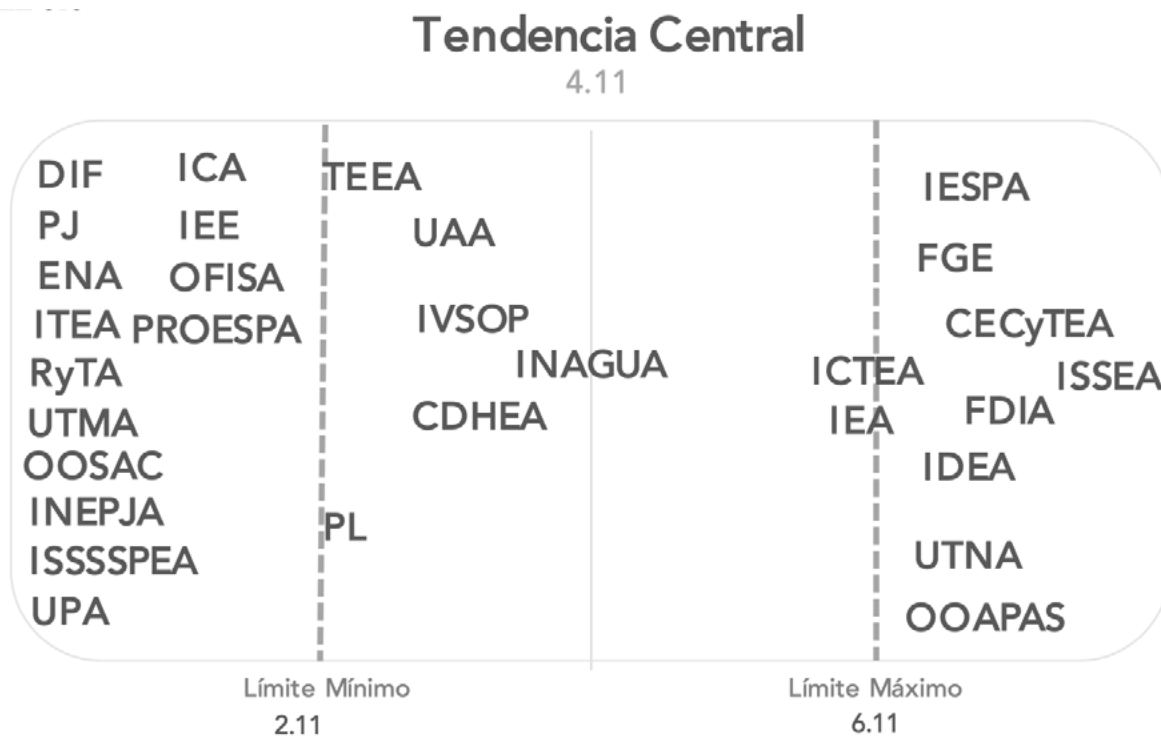 Tendencia Central
4.11
DIF
ICA
TEEA
IESPA
PJ
IEE
UAA
FGE
ENA
OFISA
ITEA
PROESPA
IVSOP
CECyTEA
RyTA
INAGUA
ICTEA
ISSEA
UTMA
CDHEA
IEA
FDIA
OOSAC
IDEA
INEPJA
PL
ISSSSPEA
UTNA
UPA
OOAPAS
Límite Mínimo
Límite Máximo
2.11
6.11